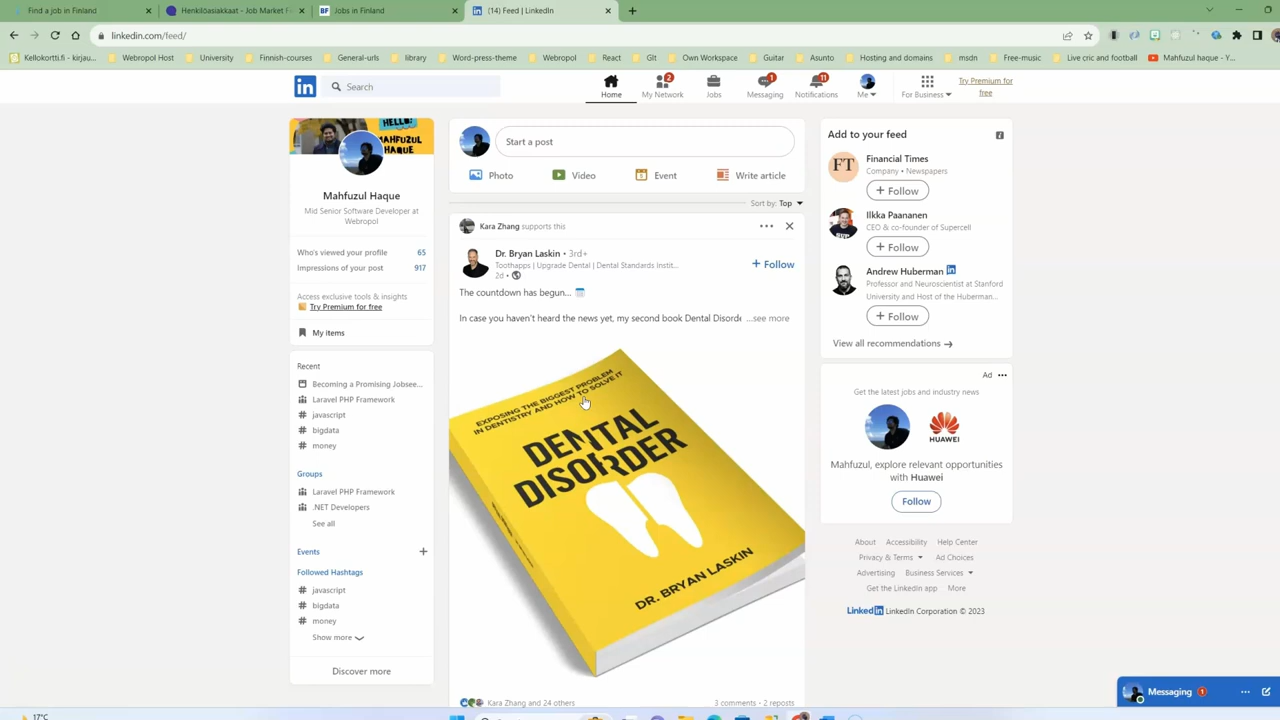 Find a job in Finland
Henkilöasiakkaat - Job Market F
BF
Jobs
(14) Feed | LinkedIn
linkedin.com/feed/
Kellokortti.fi - kirjau...
Webropol Host
University
Finnish-courses
General-urls
library
Word-press-theme
Webropol
React
GIt
Own Workspace
Guitar
Asunto
Hosting and domains
msdn
Free-music
Live cric and football
Mahfuzul haque - Y...
in
Search
2
1
11
Home
My Network
Jobs
Messaging
Notifications
Me
For Business
Try Premium for
free
HELLO,
MAHFUZUL
HAQUE
Mahfuzul Haque
Mid Senior Software Developer at
Webropol
Who's viewed your profile 65
Impressions of your post 917
Access exclusive tools & insights
Try Premium for free
My items
Recent
Becoming a Promising Jobsee...
Laravel PHP Framework
# javascript
# bigdata
# money
Groups
Laravel PHP Framework
.NET Developers
See all
Events +
Followed Hashtags
# javascript
# bigdata
# money
Show more
Discover more
Start a post
Photo
Video
Event
Write article
Sort by: Top
Kara Zhang supports this
Dr. Bryan Laskin • 3rd+
Toothapps | Upgrade Dental | Dental Standards Instit...
2d •
+ Follow
The countdown has begun...
In case you haven't heard the news yet, my second book Dental Disorde ...see more
EXPOSING THE BIGGEST PROBLEM
IN DENTISTRY AND HOW TO SOLVE IT
DENTAL
DISORDER
DR. BRYAN LASKIN
Kara Zhang and 24 others
3 comments • 2 reposts
Add to your feed
FT
Financial Times
Company • Newspapers
+ Follow
Ilkka Paananen
CEO & co-founder of Supercell
+ Follow
Andrew Huberman in
Professor and Neuroscientist at Stanford
University and Host of the Huberman...
+ Follow
View all recommendations →
Ad •••
Get the latest jobs and industry news
HUAWEI
Mahfuzul, explore relevant opportunities
with Huawei
Follow
About
Accessibility
Help Center
Privacy & Terms
Ad Choices
Advertising
Business Services
Get the LinkedIn app
More
Linked in LinkedIn Corporation © 2023
Messaging 1
17°C